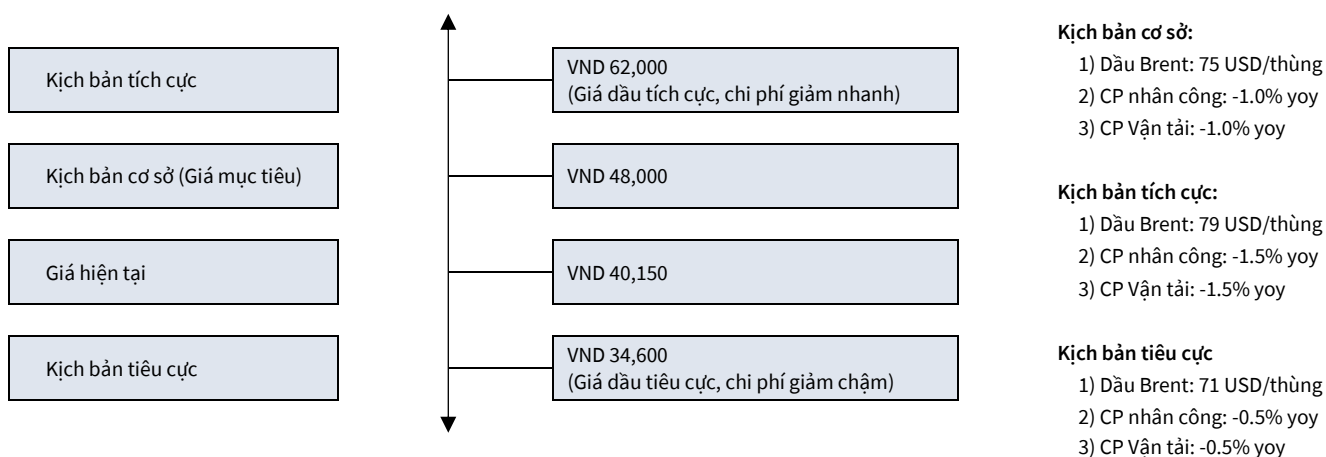 Kịch bản tích cực
VND 62,000
(Giá dầu tích cực, chi phí giảm nhanh)
Kịch bản cơ sở (Giá mục tiêu)
VND 48,000
Giá hiện tại
VND 40,150
Kịch bản tiêu cực
VND 34,600
(Giá dầu tiêu cực, chi phí giảm chậm)
Kịch bản cơ sở:
1) Dầu Brent: 75 USD/thùng
2) CP nhân công: -1.0% yoy
3) CP Vận tải: -1.0% yoy
Kịch bản tích cực:
1) Dầu Brent: 79 USD/thùng
2) CP nhân công: -1.5% yoy
3) CP Vận tải: -1.5% yoy
Kịch bản tiêu cực
1) Dầu Brent: 71 USD/thùng
2) CP nhân công: -0.5% yoy
3) CP Vận tải: -0.5% yoy